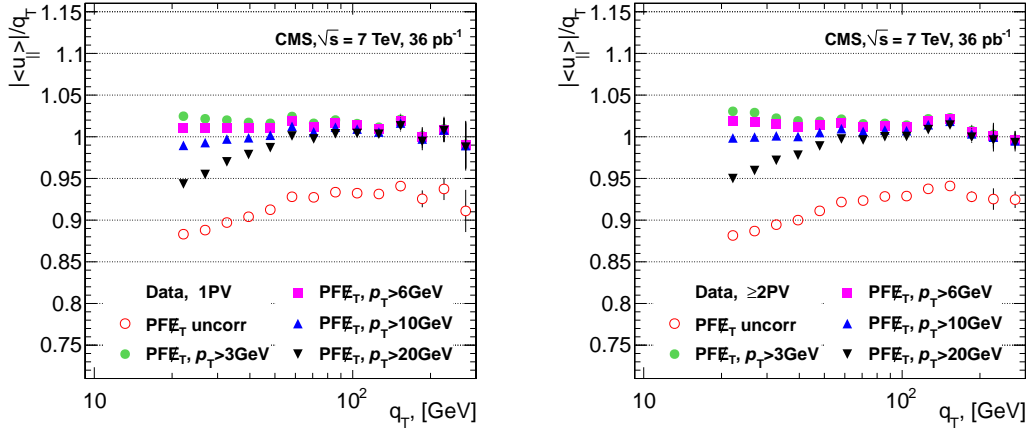 |<u||>|/qT
1.15
1.1
1.05
1
0.95
0.9
0.85
0.8
0.75
CMS, √s = 7 TeV, 36 pb-1
Data, 1PV
PFE̸T uncorr
PFE̸T, pT>3GeV
PFE̸T, pT>6GeV
PFE̸T, pT>10GeV
PFE̸T, pT>20GeV
10
10²
qT, [GeV]
|<u||>|/qT
1.15
1.1
1.05
1
0.95
0.9
0.85
0.8
0.75
CMS, √s = 7 TeV, 36 pb-1
Data, ≥2PV
PFE̸T uncorr
PFE̸T, pT>3GeV
PFE̸T, pT>6GeV
PFE̸T, pT>10GeV
PFE̸T, pT>20GeV
10
10²
qT, [GeV]